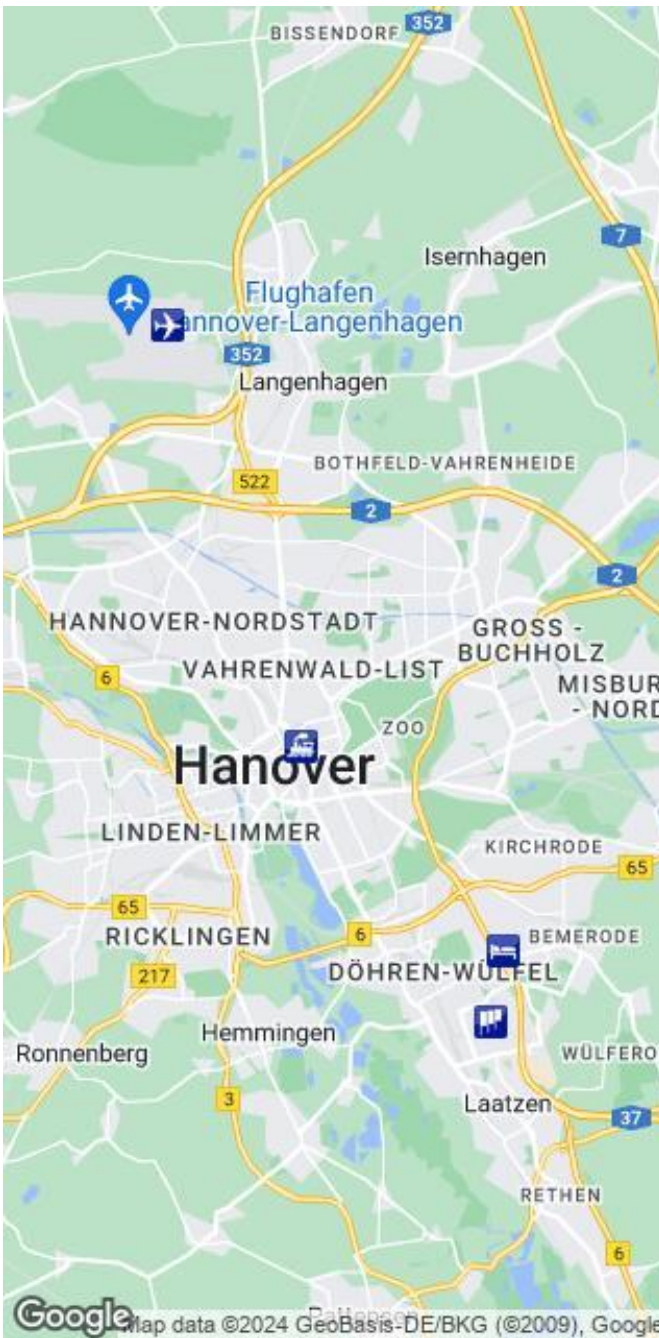 BISSENDORF
352
7
Isernhagen
Flughafen
annover-Langenhagen
352
Langenhagen
BOTHFELD-VAHRENHEIDE
522
2
2
HANNOVER-NORDSTADT
GROSS -
BUCHHOLZ
VAHRENWALD-LIST
6
MISBUR
- NORD
ZOO
Hanover
LINDEN-LIMMER
KIRCHRODE
65
65
6
BEMERODE
RICKLINGEN
DÖHREN-WÜLFEL
217
Hemmingen
Ronnenberg
WÜLFERO
3
Laatzen
37
RETHEN
6
Google
Map data ©2024 GeoBasis-DE/BKG (©2009), Google